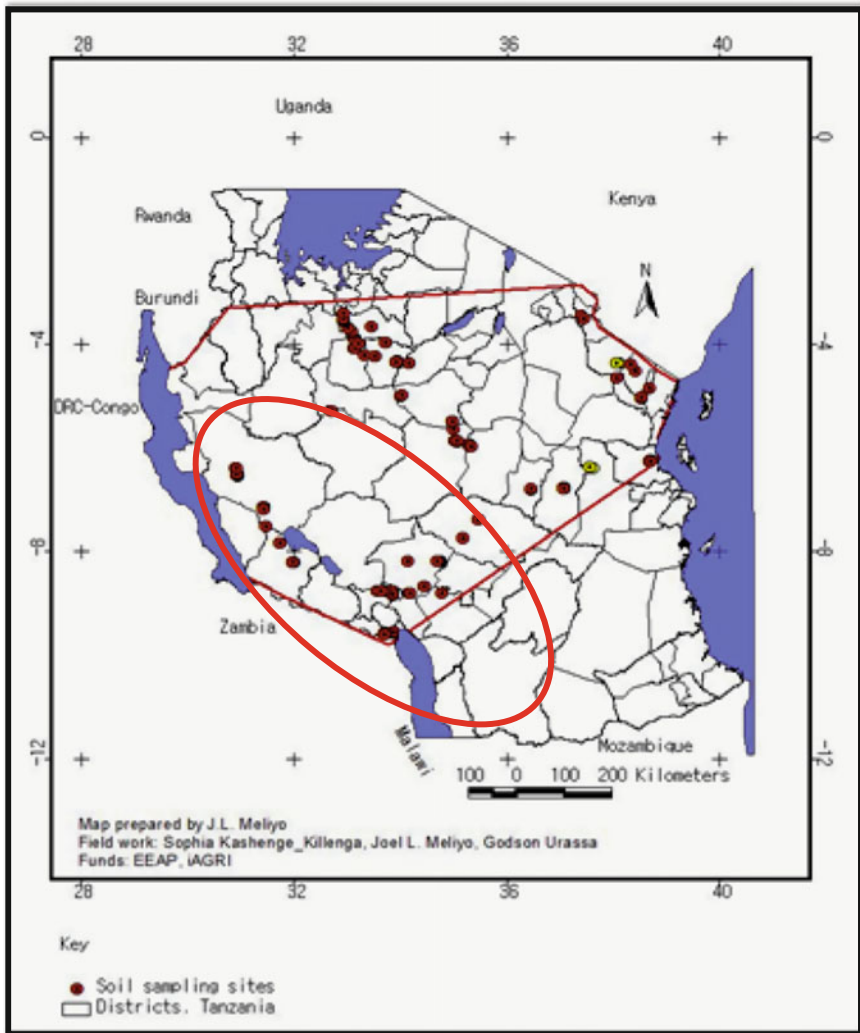 28 32 36 40
Uganda
0 0
Rwanda
Kenya
N
Burundi
-4 4
DRC-Congo
-8 -8
Zambia
Malawi
Mozambique
-12 -12
100 0 100 200 Kilometers
Map prepared by J.L. Meliyo
Field work: Sophia Kashenge_Killenga, Joel L. Meliyo, Godson Urassa
Funds: EEAP, iAGRI
28 32 36 40
Key
Soil sampling sites
Districts. Tanzania